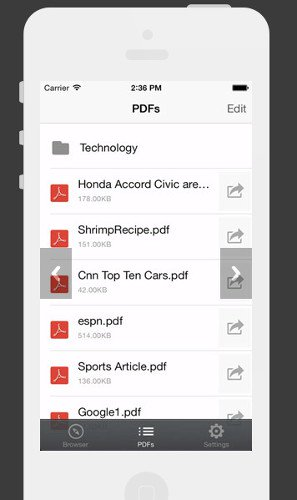 Carrier 2:36 PM
PDFs Edit
Technology
Honda Accord Civic are...
178.00KB
ShrimpRecipe.pdf
151.00KB
Cnn Top Ten Cars.pdf
42.00KB
espn.pdf
514.00KB
Sports Article.pdf
136.00KB
Google1.pdf
Browser PDFs Settings